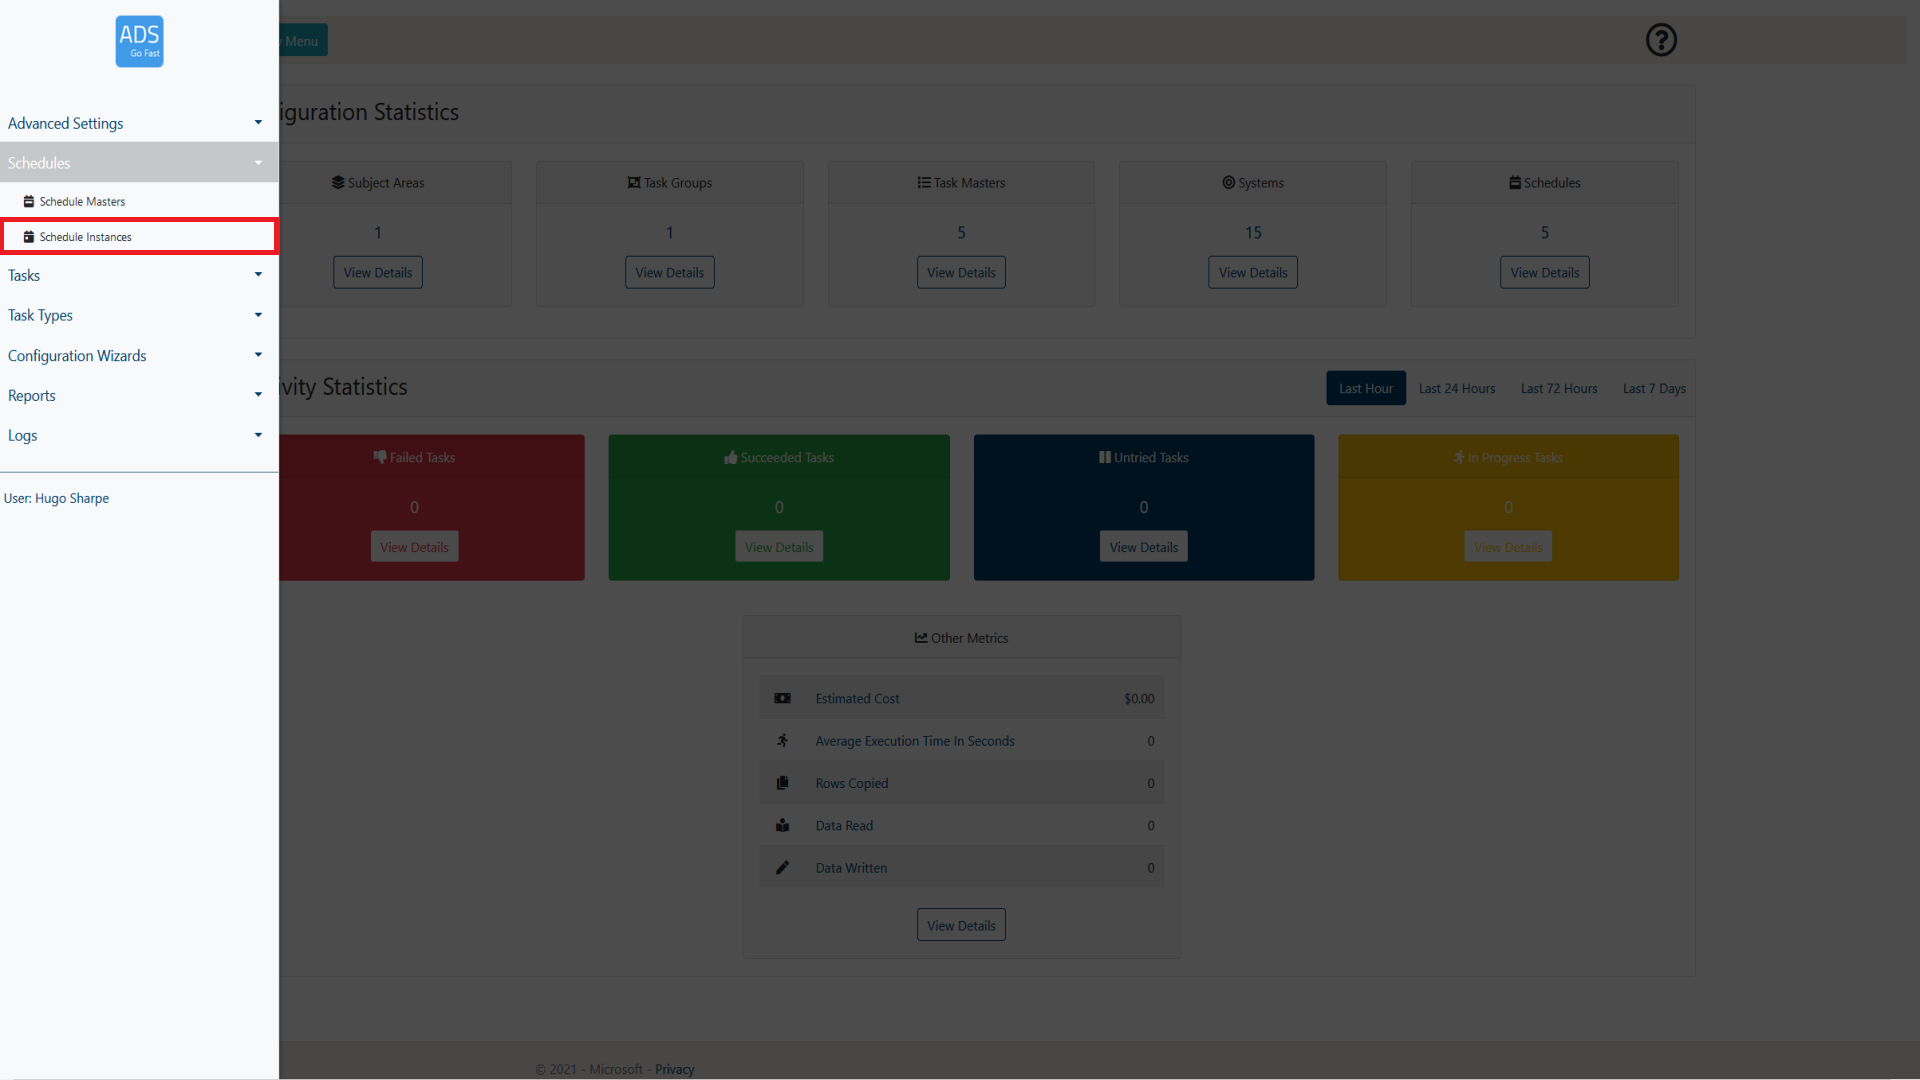 ADS
Go Fast
Advanced Settings
Schedules
Schedule Masters
Schedule Instances
Tasks
Task Types
Configuration Wizards
Reports
Logs
User: Hugo Sharpe
Menu
iguration Statistics
Subject Areas
1
View Details
Task Groups
1
View Details
Task Masters
5
View Details
Systems
15
View Details
Schedules
5
View Details
ivity Statistics
Last Hour
Last 24 Hours
Last 72 Hours
Last 7 Days
Failed Tasks
0
View Details
Succeeded Tasks
0
View Details
Untried Tasks
0
View Details
In Progress Tasks
0
View Details
Other Metrics
Estimated Cost $0.00
Average Execution Time In Seconds 0
Rows Copied 0
Data Read 0
Data Written 0
View Details
© 2021 - Microsoft - Privacy